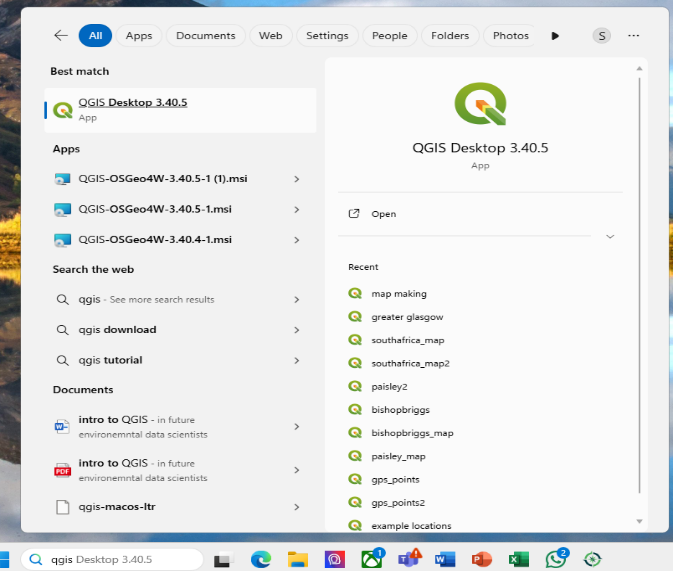 All Apps Documents Web Settings People Folders Photos S
Best match
QGIS Desktop 3.40.5
App
Apps
QGIS-OSGeo4W-3.40.5-1 (1).msi
QGIS-OSGeo4W-3.40.5-1.msi
QGIS-OSGeo4W-3.40.4-1.msi
Search the web
qgis - See more search results
qgis download
qgis tutorial
Documents
intro to QGIS - in future
environemntal data scientists
intro to QGIS - in future
environemntal data scientists
qgis-macos-ltr
QGIS Desktop 3.40.5
App
Open
Recent
map making
greater glasgow
southafrica_map
southafrica_map2
paisley2
bishopbriggs
bishopbriggs_map
paisley_map
gps_points
gps_points2
example locations
qgis Desktop 3.40.5
W
PDF
1
T
W
P
X
2